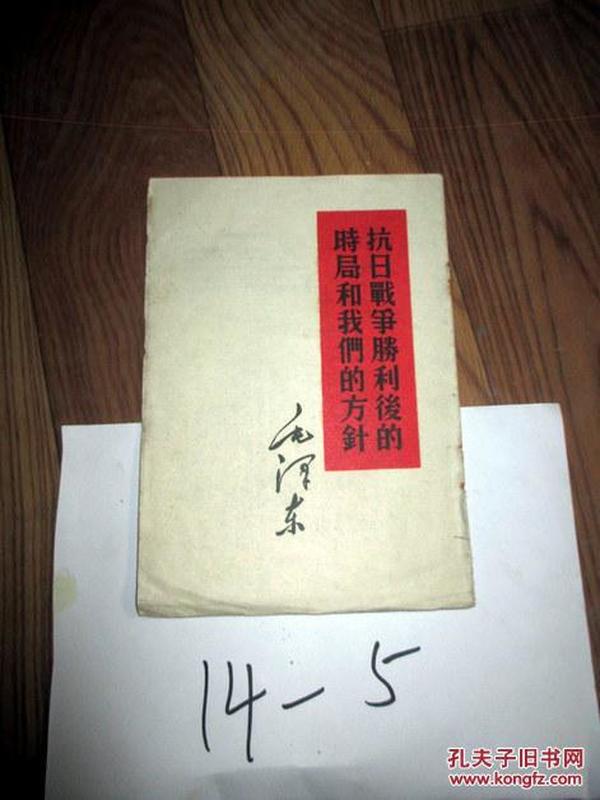 抗日戰爭勝利後的
時局和我們的方針
毛泽东
14-5
孔夫子旧书网
www.kongfz.com